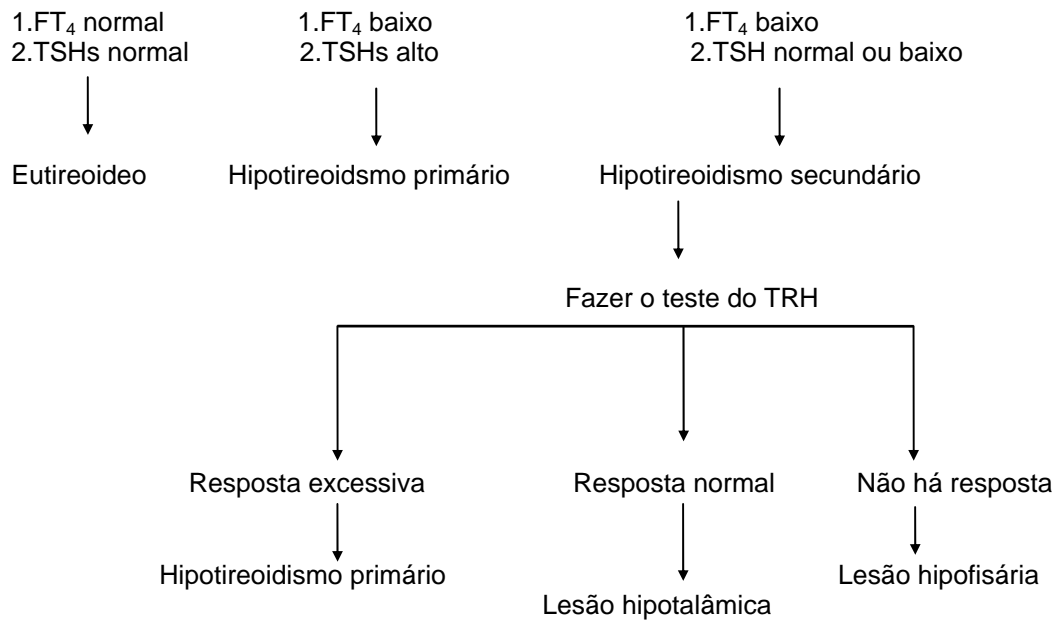 1.FT₄ normal
2.TSHs normal
1.FT₄ baixo
2.TSHs alto
1.FT₄ baixo
2.TSH normal ou baixo
Eutireoideo
Hipotireoidsmo primário
Hipotireoidismo secundário
Fazer o teste do TRH
Resposta excessiva
Resposta normal
Não há resposta
Hipotireoidismo primário
Lesão hipotalâmica
Lesão hipofisária